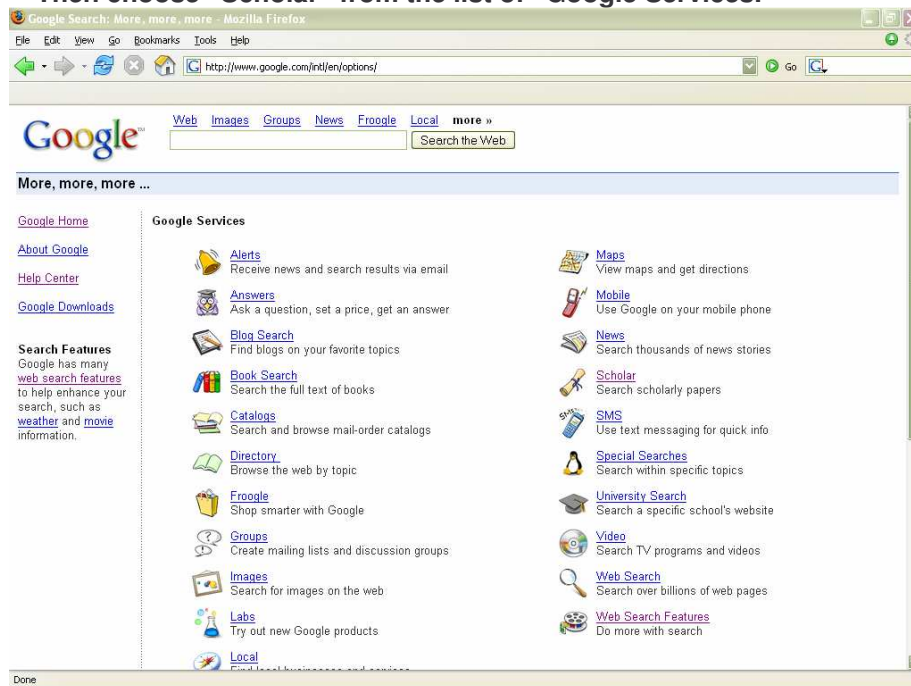 Then choose "Scholar" from the list of "Google Services."
Google Search: More, more, more - Mozilla Firefox
File Edit View Go Bookmarks Tools Help
http://www.google.com/intl/en/options/
Go
Google™
Web Images Groups News Froogle Local more »
Search the Web
More, more, more ...
Google Home
About Google
Help Center
Google Downloads
Search Features
Google has many
web search features
to help enhance your
search, such as
weather and movie
information.
Google Services
Alerts
Receive news and search results via email
Answers
Ask a question, set a price, get an answer
Blog Search
Find blogs on your favorite topics
Book Search
Search the full text of books
Catalogs
Search and browse mail-order catalogs
Directory
Browse the web by topic
Froogle
Shop smarter with Google
Groups
Create mailing lists and discussion groups
Images
Search for images on the web
Labs
Try out new Google products
Local
Find local businesses and services
Maps
View maps and get directions
Mobile
Use Google on your mobile phone
News
Search thousands of news stories
Scholar
Search scholarly papers
SMS
Use text messaging for quick info
Special Searches
Search within specific topics
University Search
Search a specific school's website
Video
Search TV programs and videos
Web Search
Search over billions of web pages
Web Search Features
Do more with search
Done